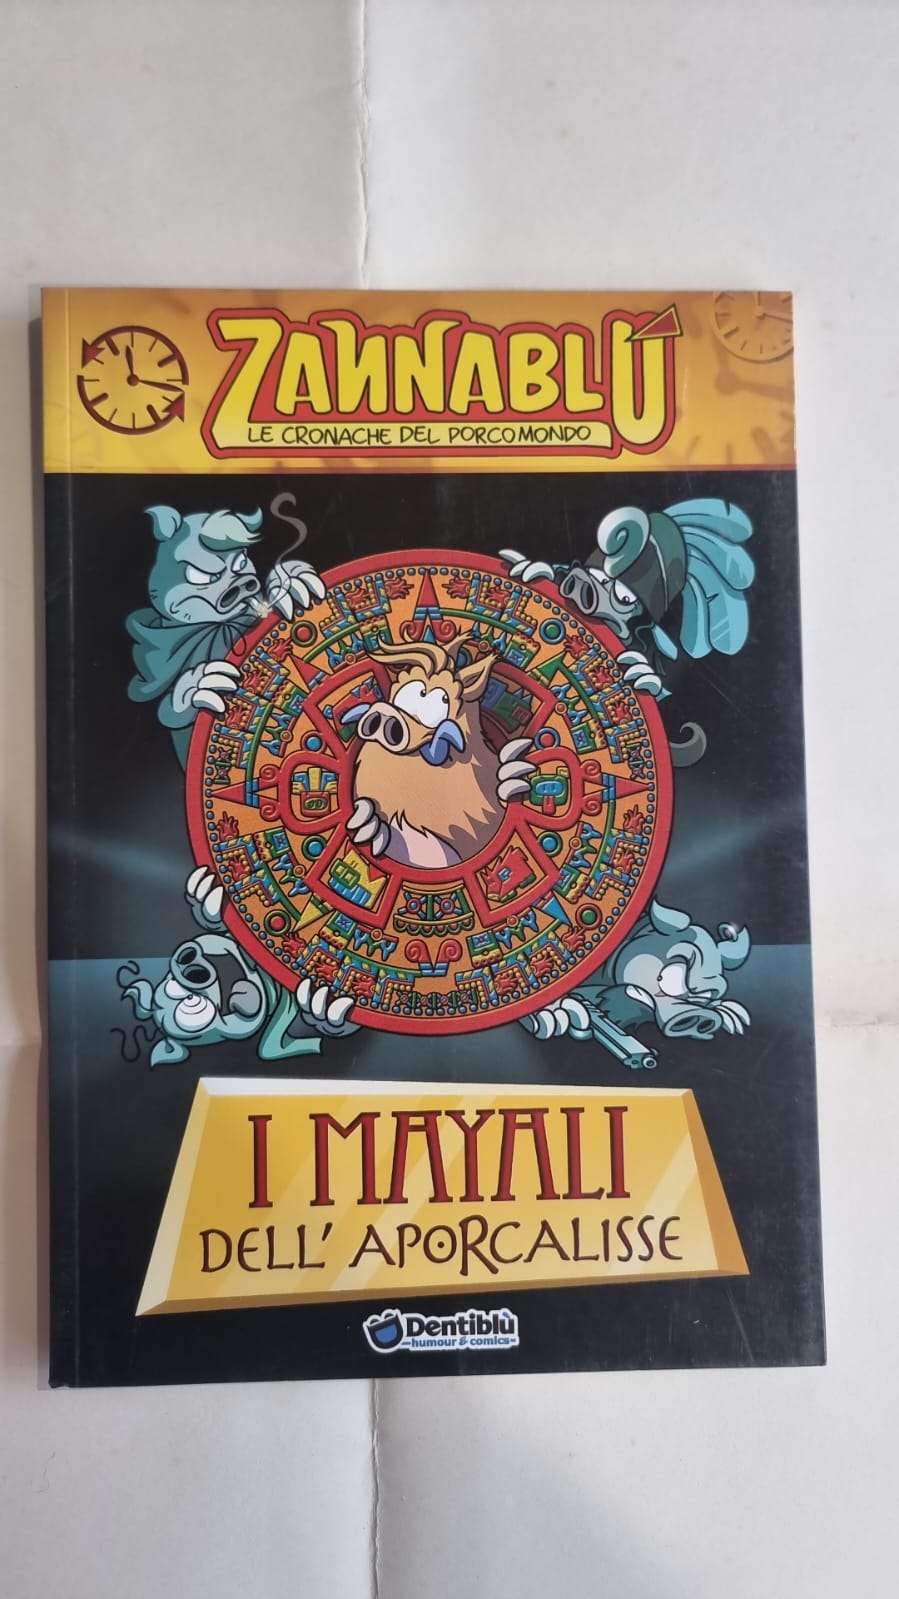 ZANNABLÙ
LE CRONACHE DEL PORCOMONDO
I MAYALI
DELL' APORCALISSE
Dentiblù
humour & comics